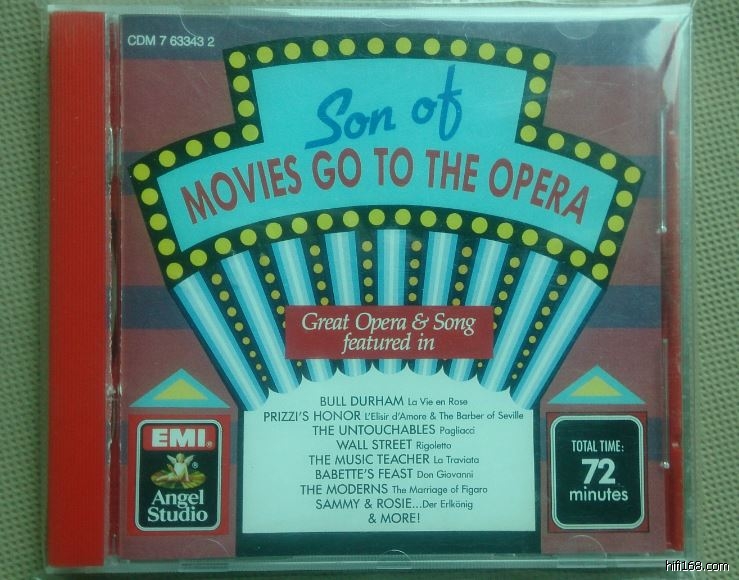 CDM 7 63343 2
Son of
MOVIES GO TO THE OPERA
Great Opera & Song
featured in
BULL DURHAM La Vie en Rose
PRIZZI'S HONOR L'Elisir d'Amore & The Barber of Seville
THE UNTOUCHABLES Pagliacci
WALL STREET Rigoletto
THE MUSIC TEACHER La Traviata
BABETTE'S FEAST Don Giovanni
THE MODERNS The Marriage of Figaro
SAMMY & ROSIE...Der Erlkönig
& MORE!
EMI®
®
Angel
Studio
TOTAL TIME:
72
minutes
hifi168.com